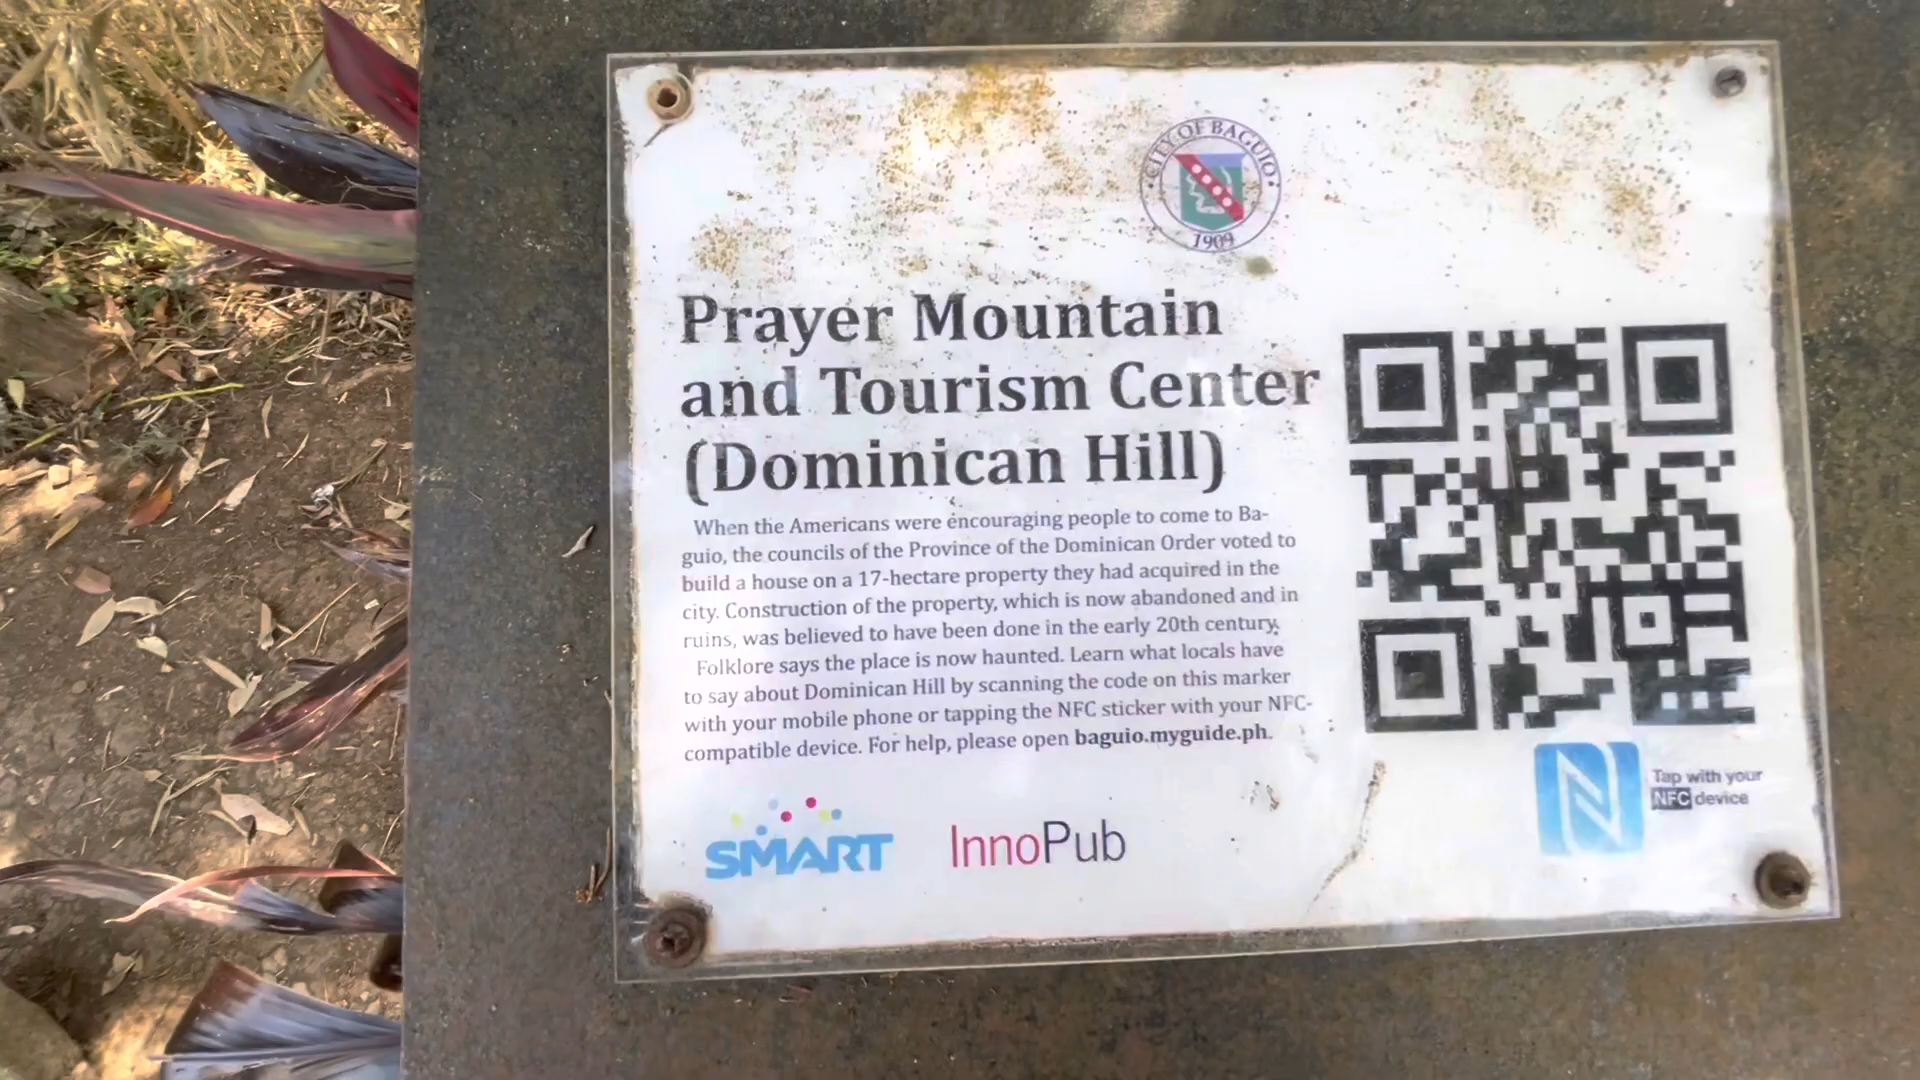 CITY OF BAGUIO
1909
Prayer Mountain
and Tourism Center
(Dominican Hill)
When the Americans were encouraging people to come to Ba-
guio, the councils of the Province of the Dominican Order voted to
build a house on a 17-hectare property they had acquired in the
city. Construction of the property, which is now abandoned and in
ruins, was believed to have been done in the early 20th century.
Folklore says the place is now haunted. Learn what locals have
to say about Dominican Hill by scanning the code on this marker
with your mobile phone or tapping the NFC sticker with your NFC-
compatible device. For help, please open baguio.myguide.ph.
Tap with your
NFC device
SMART InnoPub